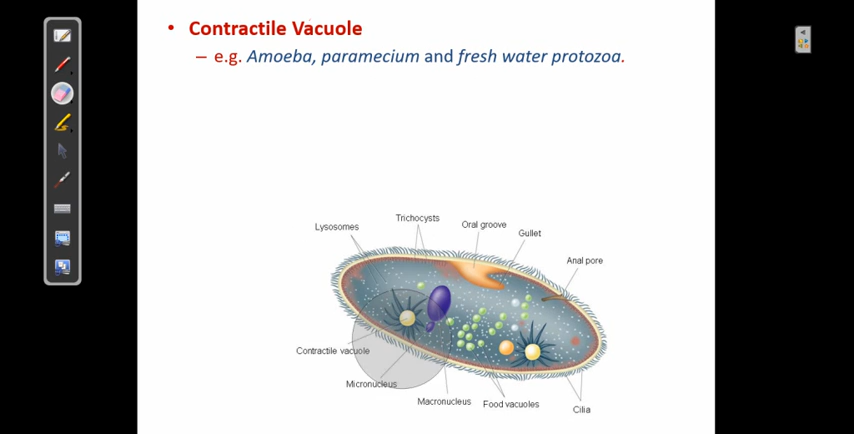 • Contractile Vacuole
– e.g. Amoeba, paramecium and fresh water protozoa.
Trichocysts
Lysosomes
Oral groove
Gullet
Anal pore
Contractile vacuole
Micronucleus
Macronucleus
Food vacuoles
Cilia